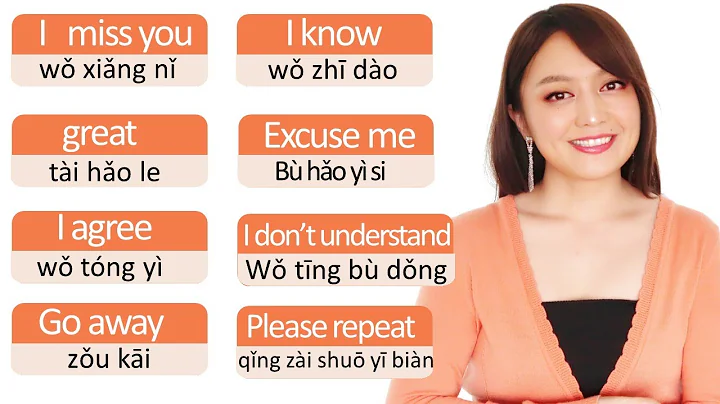 I miss you
wǒ xiǎng nǐ
I know
wǒ zhī dào
great
tài hǎo le
Excuse me
Bù hǎo yì si
I agree
wǒ tóng yì
I don't understand
Wǒ tīng bù dǒng
Go away
zǒu kāi
Please repeat
qǐng zài shuō yī biàn